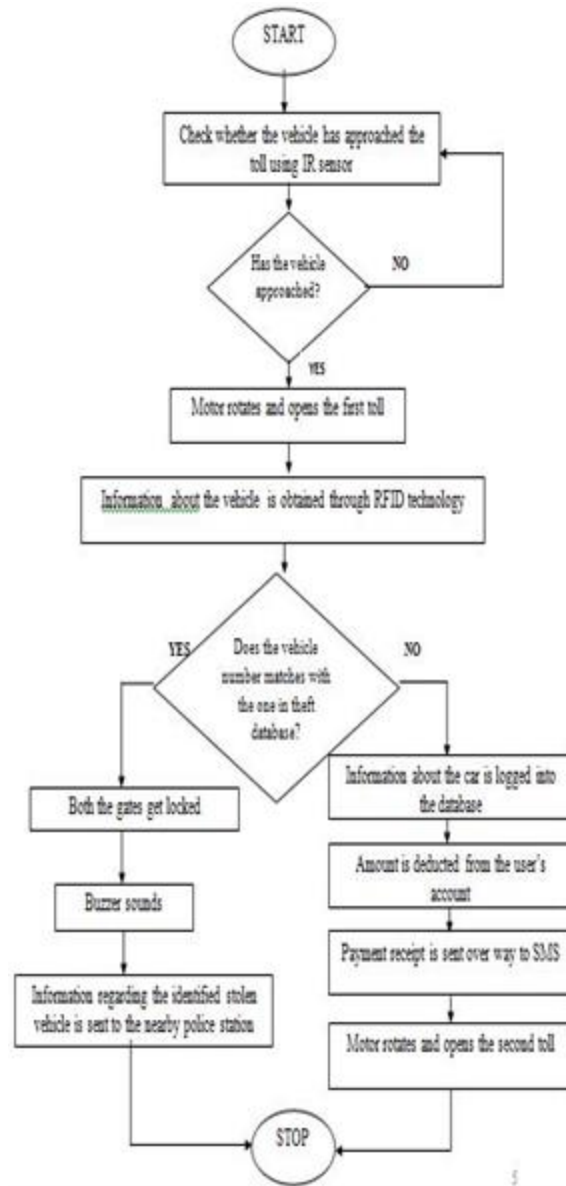 START
Check whether the vehicle has approached the
toll using IR sensor
Has the vehicle
approached?
NO
YES
Motor rotates and opens the first toll
Information about the vehicle is obtained through RFID technology
Does the vehicle
number matches with
the one in theft
database?
YES
NO
Both the gates get locked
Buzzer sounds
Information regarding the identified stolen
vehicle is sent to the nearby police station
Information about the car is logged into
the database
Amount is deducted from the user's
account
Payment receipt is sent over way to SMS
Motor rotates and opens the second toll
STOP
5